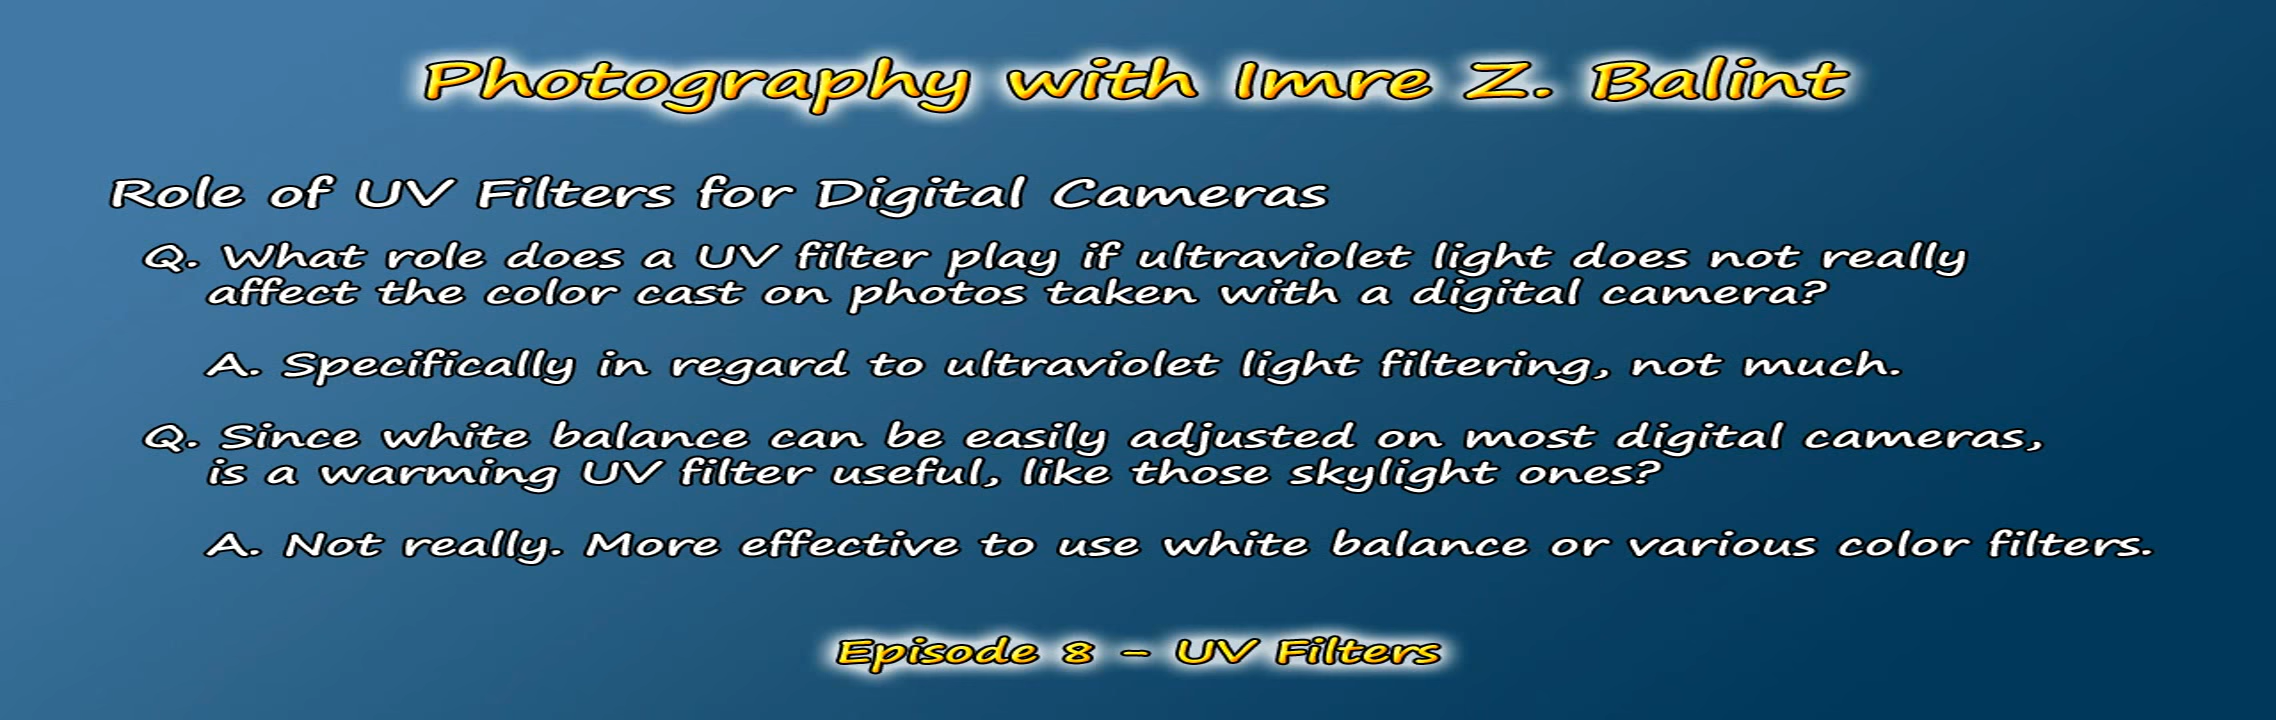 Photography with Imre Z. Balint
Role of UV Filters for Digital Cameras
Q. What role does a UV filter play if ultraviolet light does not really
affect the color cast on photos taken with a digital camera?
A. Specifically in regard to ultraviolet light filtering, not much.
Q. Since white balance can be easily adjusted on most digital cameras,
is a warming UV filter useful, like those skylight ones?
A. Not really. More effective to use white balance or various color filters.
Episode 8 - UV Filters